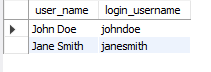 user_name login_username
John Doe johndoe
Jane Smith janesmith